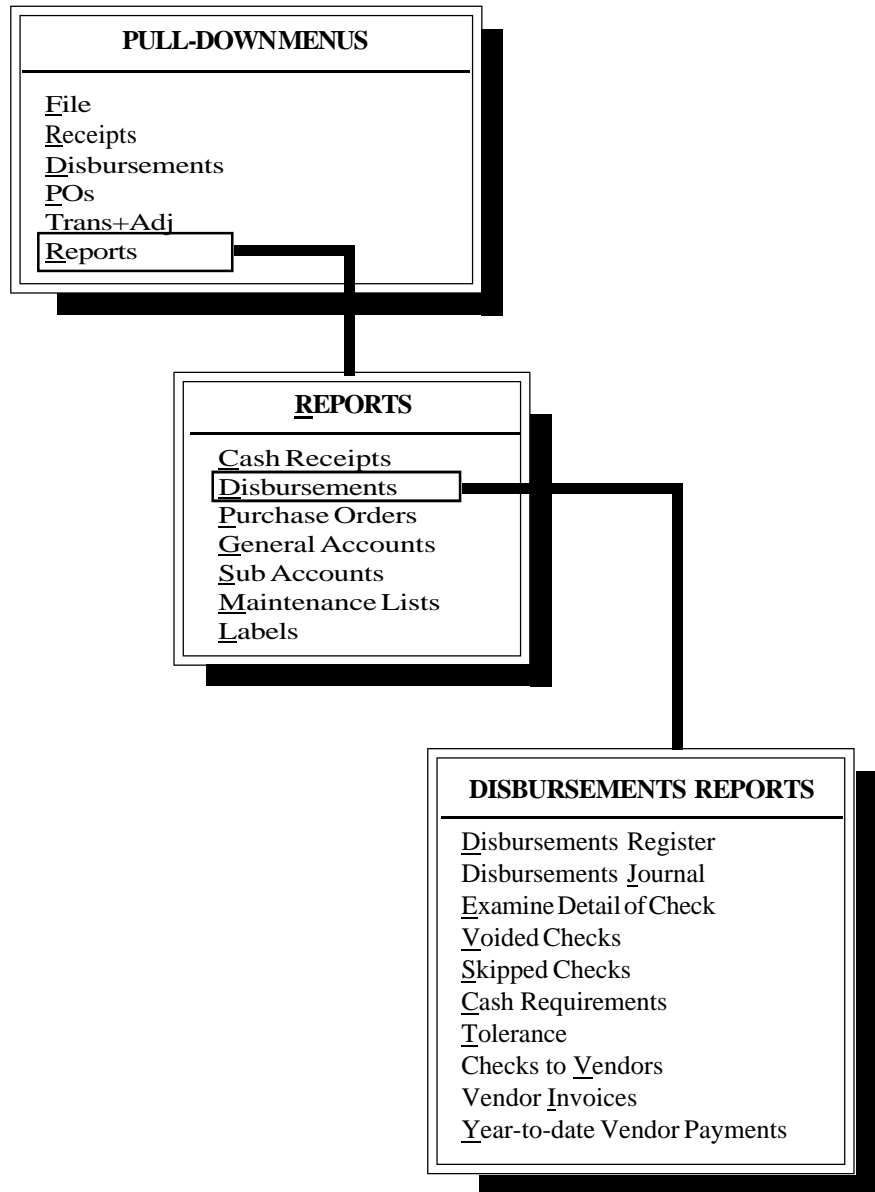 PULL-DOWN MENUS
File
Receipts
Disbursements
POs
Trans+Adj
Reports
REPORTS
Cash Receipts
Disbursements
Purchase Orders
General Accounts
Sub Accounts
Maintenance Lists
Labels
DISBURSEMENTS REPORTS
Disbursements Register
Disbursements Journal
Examine Detail of Check
Voided Checks
Skipped Checks
Cash Requirements
Tolerance
Checks to Vendors
Vendor Invoices
Year-to-date Vendor Payments